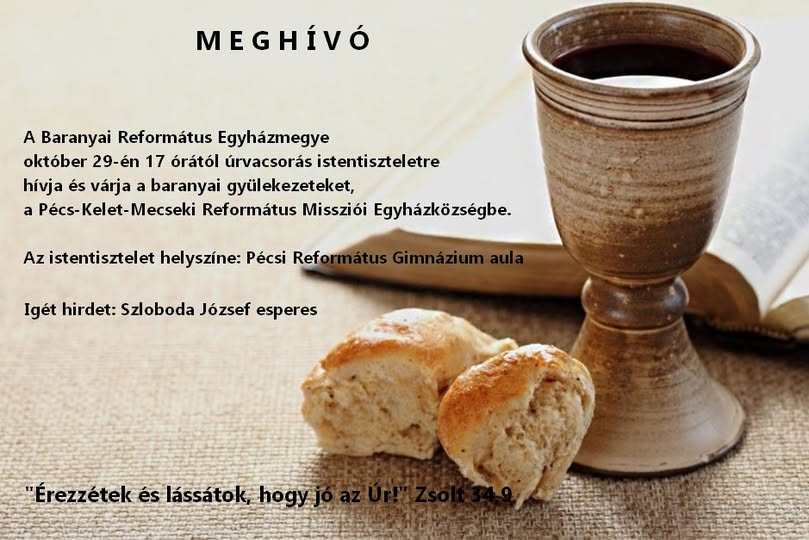 MEGHÍVÓ
A Baranyai Református Egyházmegye
október 29-én 17 órától úrvacsorás istentiszteletre
hívja és várja a baranyai gyülekezeteket,
a Pécs-Kelet-Mecseki Református Missziói Egyházközségbe.
Az istentisztelet helyszíne: Pécsi Református Gimnázium aula
Igét hirdet: Szloboda József esperes
"Érezzétek és lássátok, hogy jó az Úr!" Zsolt 34,9